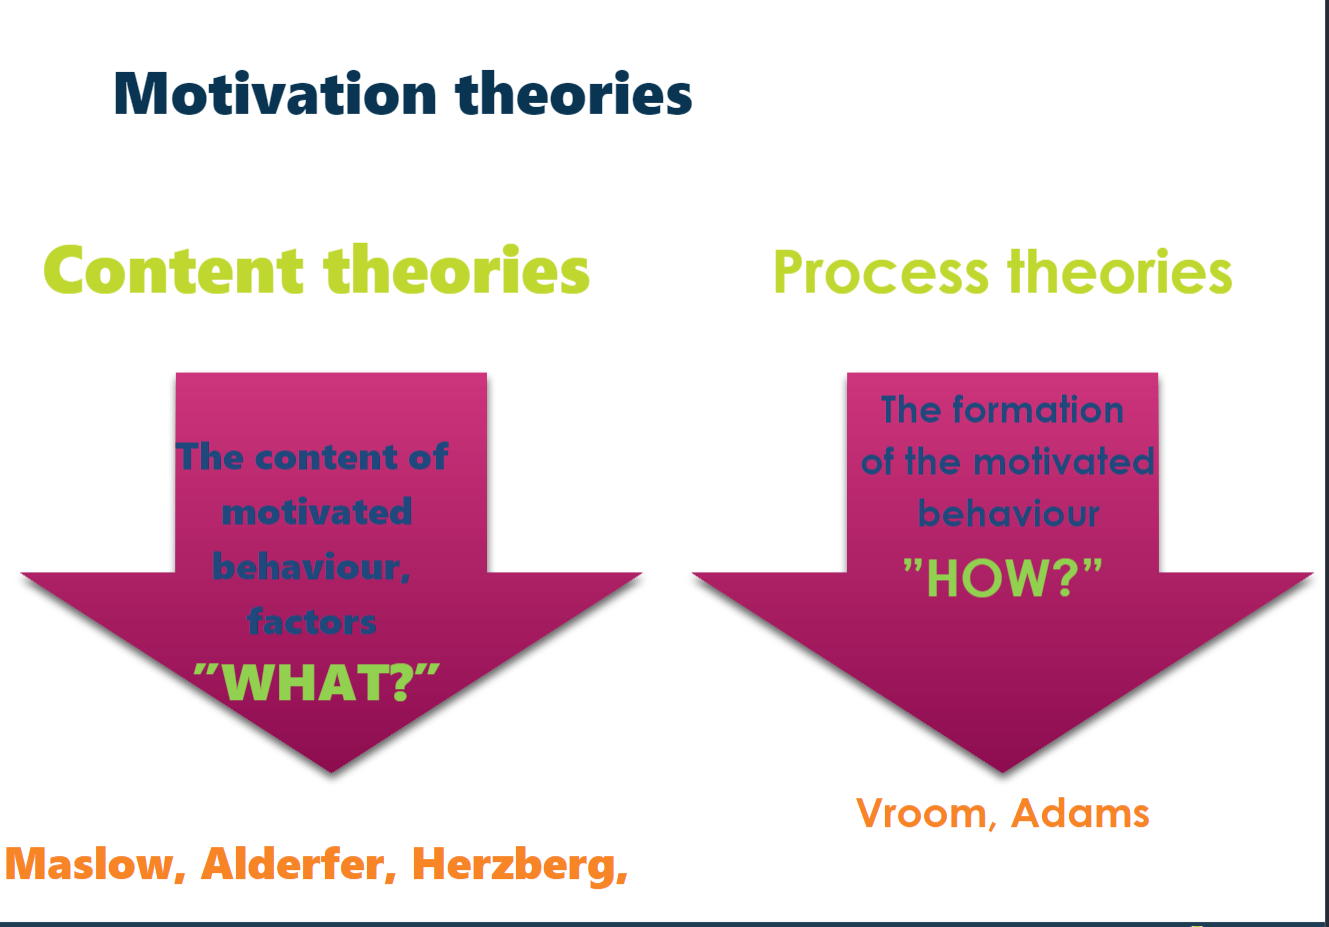 Motivation theories
Content theories
The content of
motivated
behaviour,
factors
"WHAT?"
Maslow, Alderfer, Herzberg,
Process theories
The formation
of the motivated
behaviour
”HOW?”
Vroom, Adams